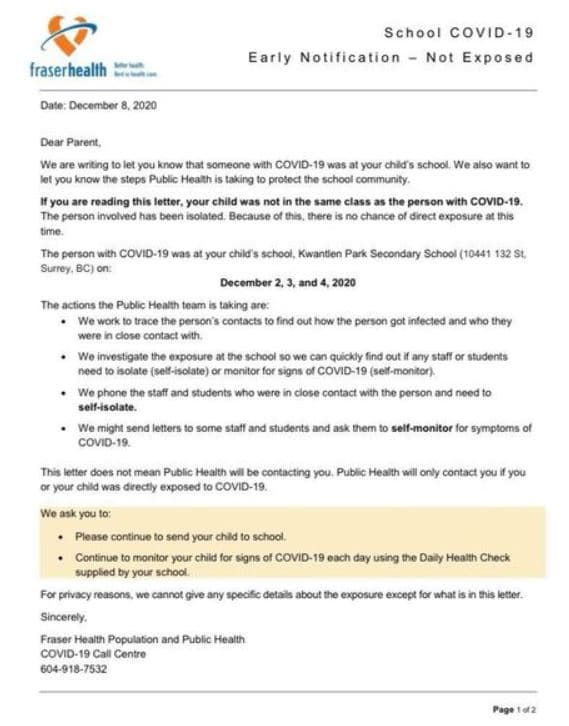 School COVID-19
Early Notification – Not Exposed
fraserhealth
Better health.
Best in health care.
Date: December 8, 2020
Dear Parent,
We are writing to let you know that someone with COVID-19 was at your child's school. We also want to
let you know the steps Public Health is taking to protect the school community.
If you are reading this letter, your child was not in the same class as the person with COVID-19.
The person involved has been isolated. Because of this, there is no chance of direct exposure at this
time.
The person with COVID-19 was at your child's school, Kwantlen Park Secondary School (10441 132 St,
Surrey, BC) on:
December 2, 3, and 4, 2020
The actions the Public Health team is taking are:
• We work to trace the person's contacts to find out how the person got infected and who they
were in close contact with.
• We investigate the exposure at the school so we can quickly find out if any staff or students
need to isolate (self-isolate) or monitor for signs of COVID-19 (self-monitor).
• We phone the staff and students who were in close contact with the person and need to
self-isolate.
• We might send letters to some staff and students and ask them to self-monitor for symptoms of
COVID-19.
This letter does not mean Public Health will be contacting you. Public Health will only contact you if you
or your child was directly exposed to COVID-19.
We ask you to:
• Please continue to send your child to school.
• Continue to monitor your child for signs of COVID-19 each day using the Daily Health Check
supplied by your school.
For privacy reasons, we cannot give any specific details about the exposure except for what is in this letter.
Sincerely,
Fraser Health Population and Public Health
COVID-19 Call Centre
604-918-7532
Page 1 of 2